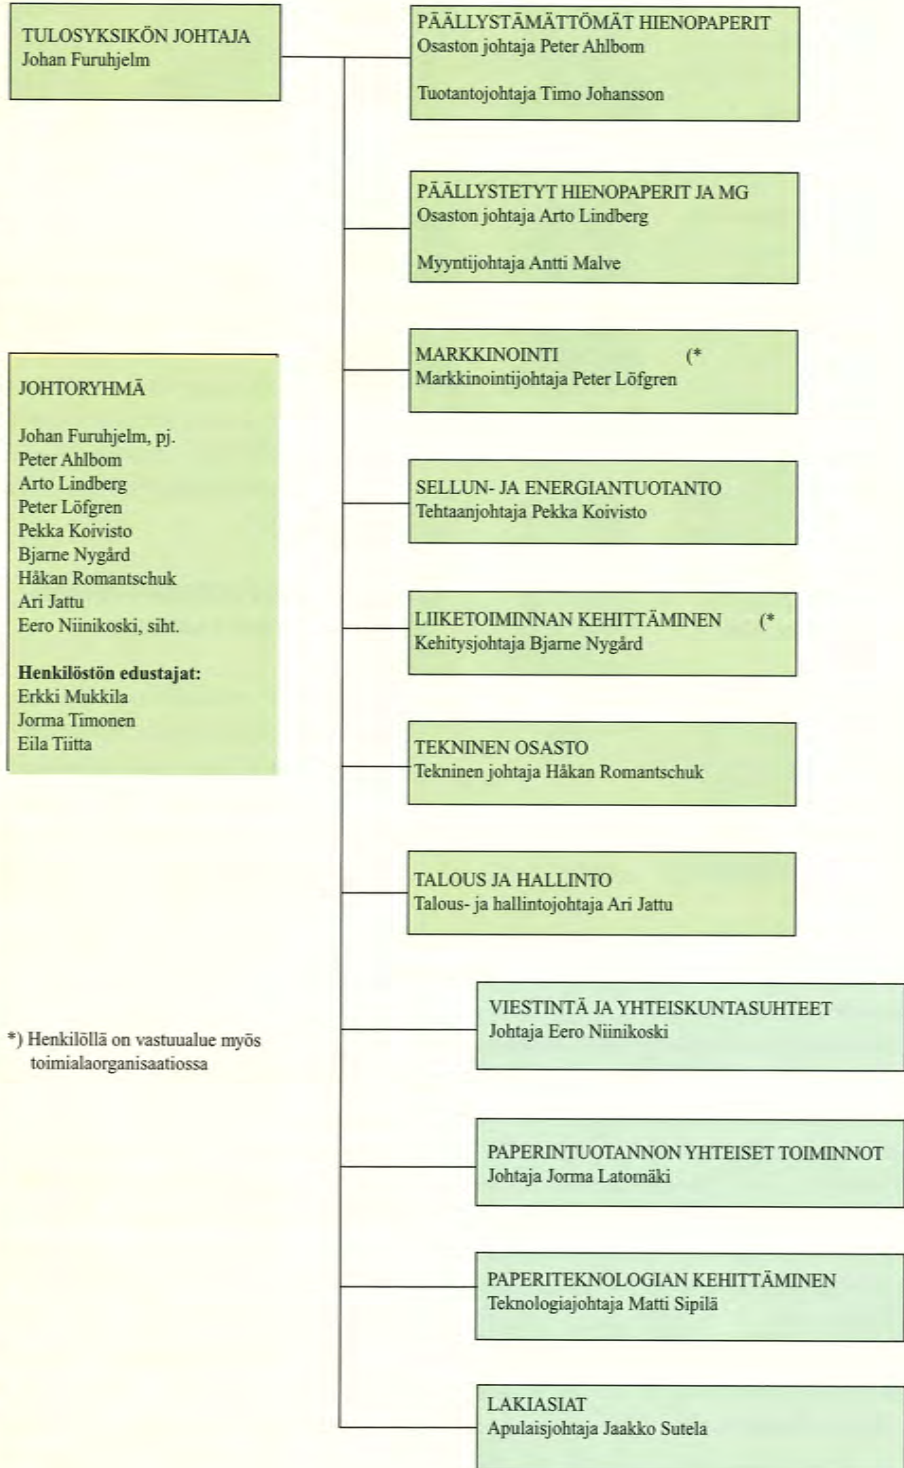 TULOSYKSIKÖN JOHTAJA
Johan Furuhjelm
PÄÄLLYSTÄMÄTTÖMÄT HIENOPAPERIT
Osaston johtaja Peter Ahlbom
Tuotantojohtaja Timo Johansson
PÄÄLLYSTETYT HIENOPAPERIT JA MG
Osaston johtaja Arto Lindberg
Myyntijohtaja Antti Malve
MARKKINOINTI (*
Markkinointijohtaja Peter Löfgren
SELLUN- JA ENERGIANTUOTANTO
Tehtaanjohtaja Pekka Koivisto
LIIKETOIMINNAN KEHITTÄMINEN (*
Kehitysjohtaja Bjarne Nygård
TEKNINEN OSASTO
Tekninen johtaja Håkan Romantschuk
TALOUS JA HALLINTO
Talous- ja hallintojohtaja Ari Jattu
VIESTINTÄ JA YHTEISKUNTASUHTEET
Johtaja Eero Niinikoski
PAPERINTUOTANNON YHTEISET TOIMINNOT
Johtaja Jorma Latomäki
PAPERITEKNOLOGIAN KEHITTÄMINEN
Teknologiajohtaja Matti Sipilä
LAKIASIAT
Apulaisjohtaja Jaakko Sutela
JOHTORYHMÄ
Johan Furuhjelm, pj.
Peter Ahlbom
Arto Lindberg
Peter Löfgren
Pekka Koivisto
Bjarne Nygård
Håkan Romantschuk
Ari Jattu
Eero Niinikoski, siht.
Henkilöstön edustajat:
Erkki Mukkila
Jorma Timonen
Eila Tiitta
*) Henkilöllä on vastuualue myös
toimialaorganisaatiossa